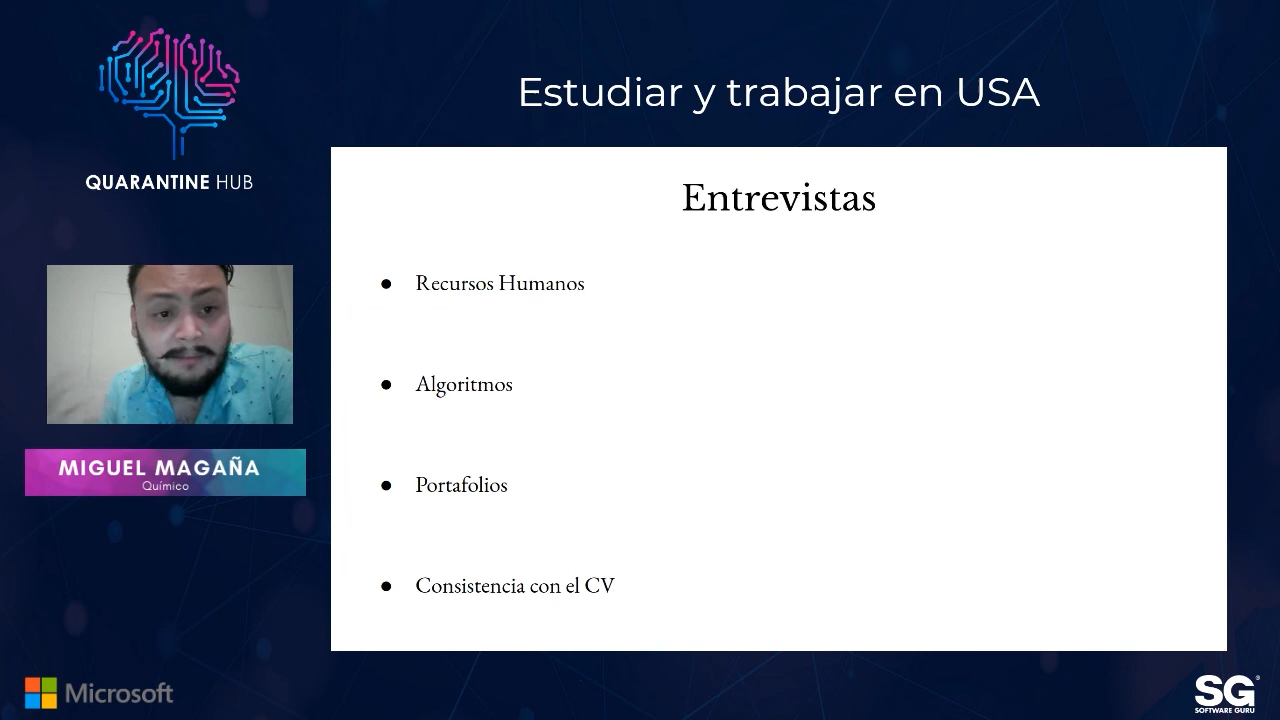 QUARANTINE HUB
Estudiar y trabajar en USA
Entrevistas
● Recursos Humanos
● Algoritmos
● Portafolios
● Consistencia con el CV
MIGUEL MAGAÑA
Químico
Microsoft
SG®
SOFTWARE GURU